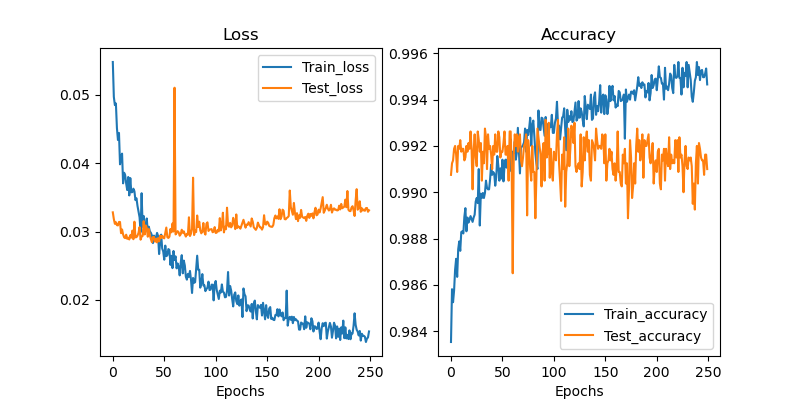 Loss
Train_loss
Test_loss
0.05
0.04
0.03
0.02
0 50 100 150 200 250
Epochs
Accuracy
0.996
0.994
0.992
0.990
0.988
0.986
0.984
Train_accuracy
Test_accuracy
0 50 100 150 200 250
Epochs